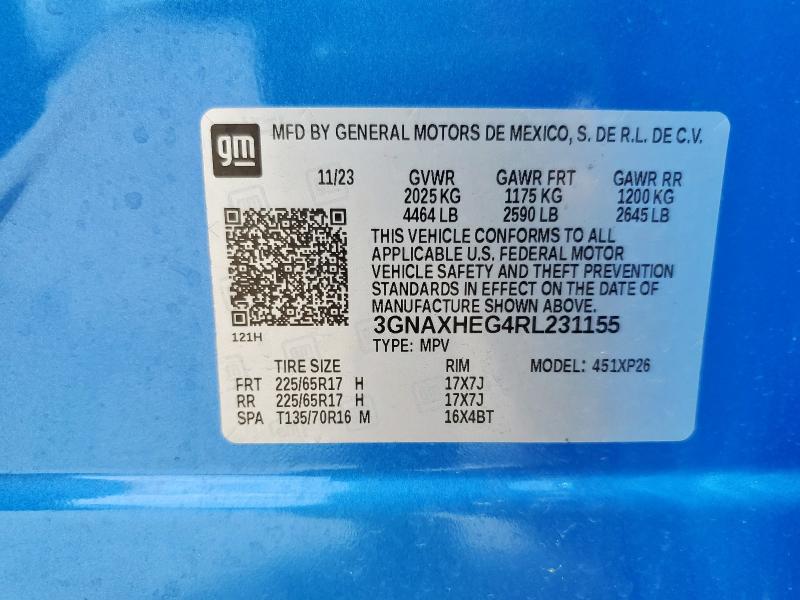 gm
MFD BY GENERAL MOTORS DE MEXICO, S. DE R.L. DE C.V.
11/23 GVWR GAWR FRT GAWR RR
2025 KG 1175 KG 1200 KG
4464 LB 2590 LB 2645 LB
THIS VEHICLE CONFORMS TO ALL
APPLICABLE U.S. FEDERAL MOTOR
VEHICLE SAFETY AND THEFT PREVENTION
STANDARDS IN EFFECT ON THE DATE OF
MANUFACTURE SHOWN ABOVE.
3GNAXHEG4RL231155
121H
TYPE: MPV
TIRE SIZE RIM MODEL: 451XP26
FRT 225/65R17 H 17X7J
RR 225/65R17 H 17X7J
SPA T135/70R16 M 16X4BT